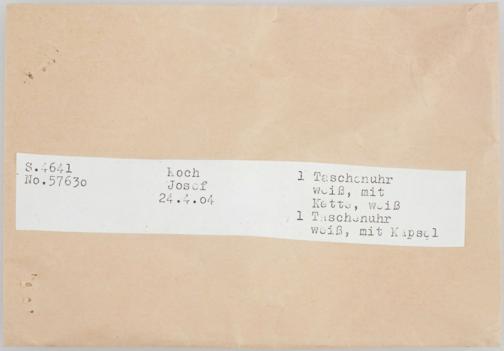 S.4641
No.57630
Koch
Josef
24.4.04
1 Taschenuhr
weiß, mit
Kette, weiß
1 Taschenuhr
weiß, mit Kapsel